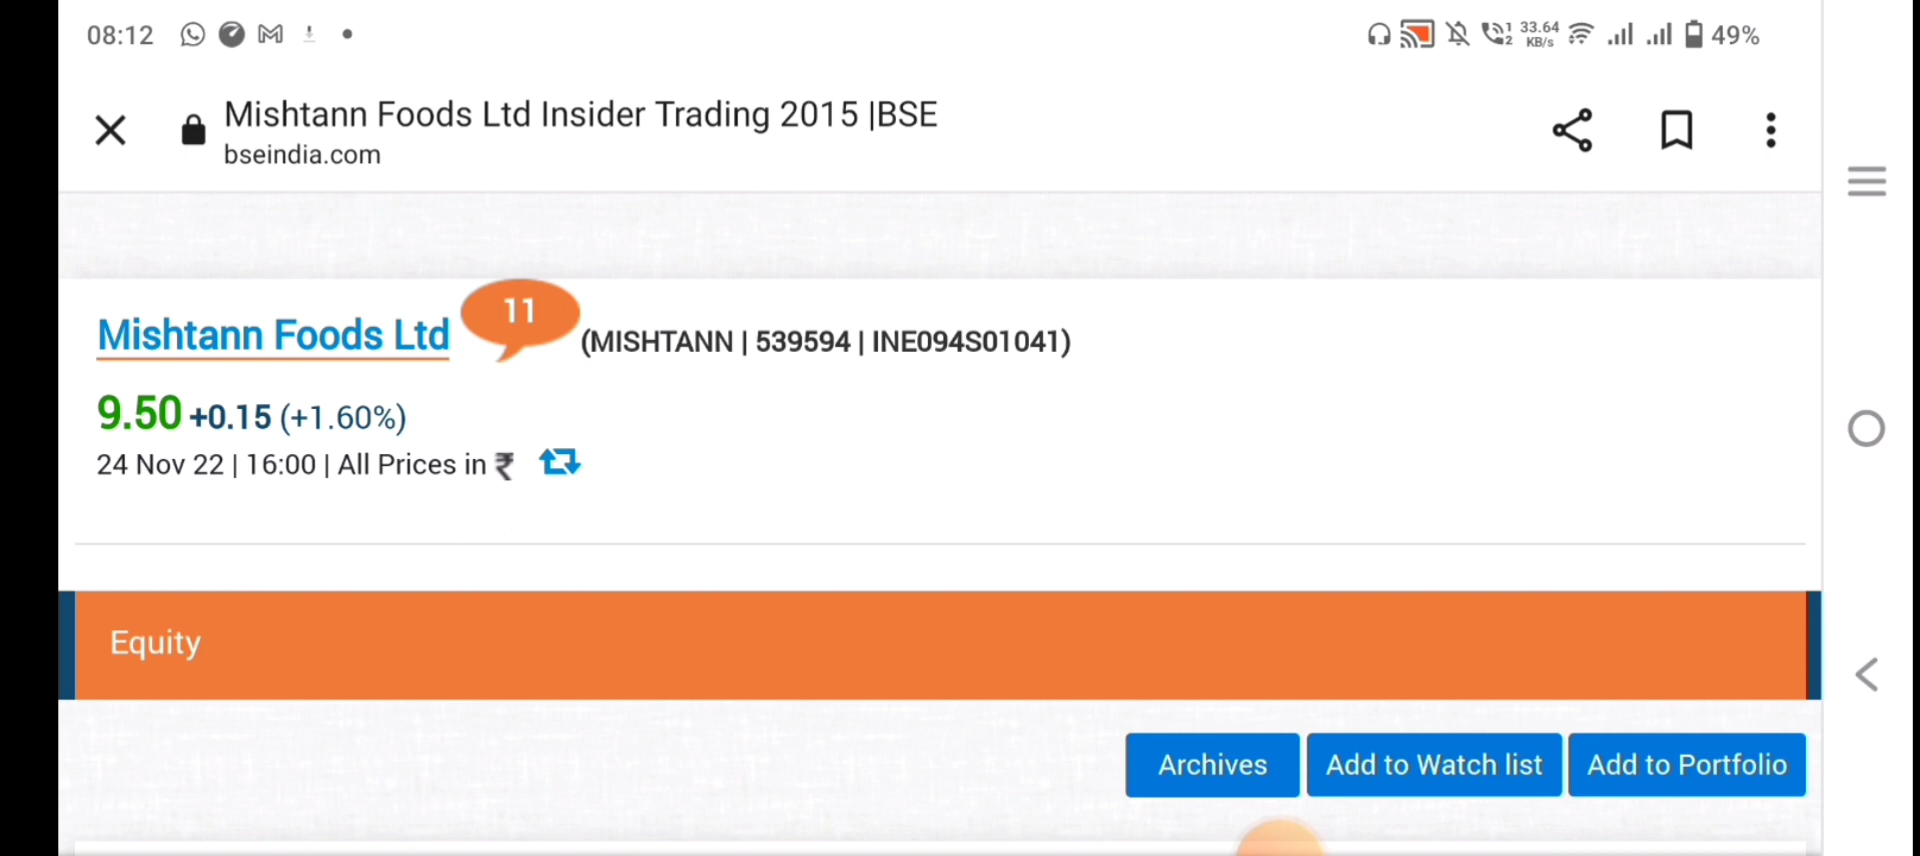 08:12
1
2
33.64
KB/s
49%
Mishtann Foods Ltd Insider Trading 2015 |BSE
bseindia.com
11
Mishtann Foods Ltd (MISHTANN | 539594 | INE094S01041)
9.50 +0.15 (+1.60%)
24 Nov 22 | 16:00 | All Prices in ₹
Equity
Archives Add to Watch list Add to Portfolio